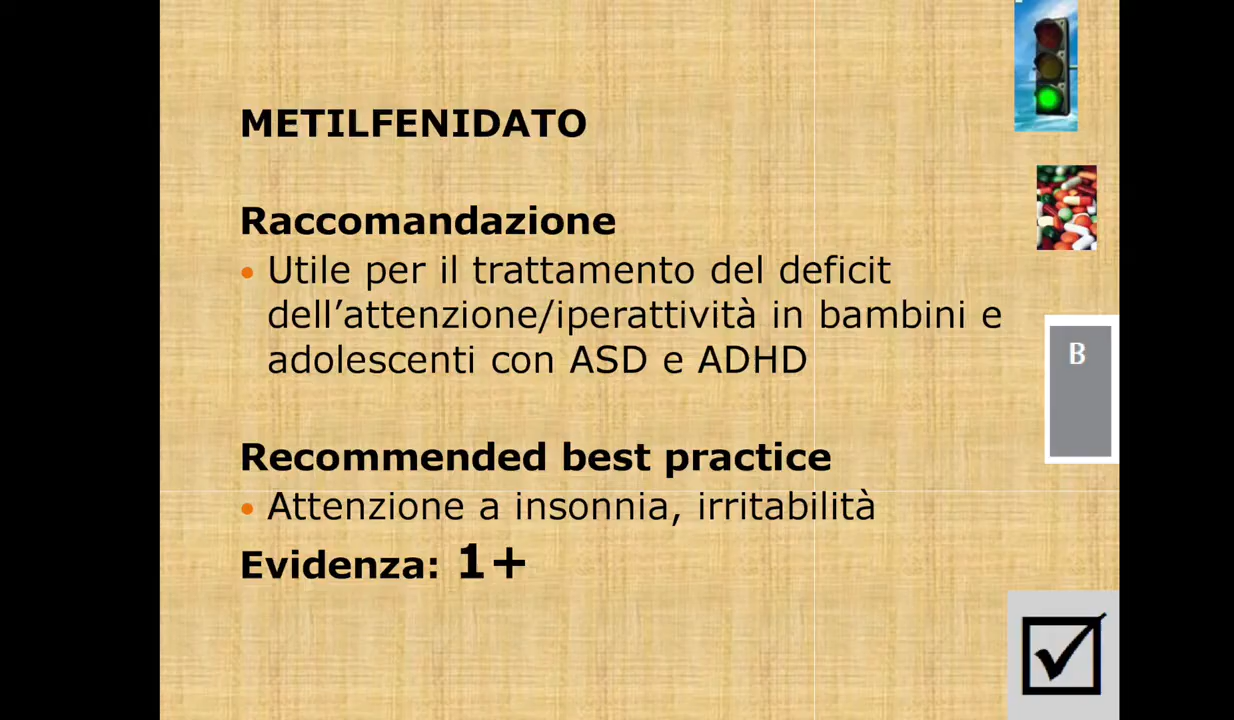 METILFENIDATO
Raccomandazione
• Utile per il trattamento del deficit
dell’attenzione/iperattività in bambini e
adolescenti con ASD e ADHD
B
Recommended best practice
• Attenzione a insonnia, irritabilità
Evidenza: 1+